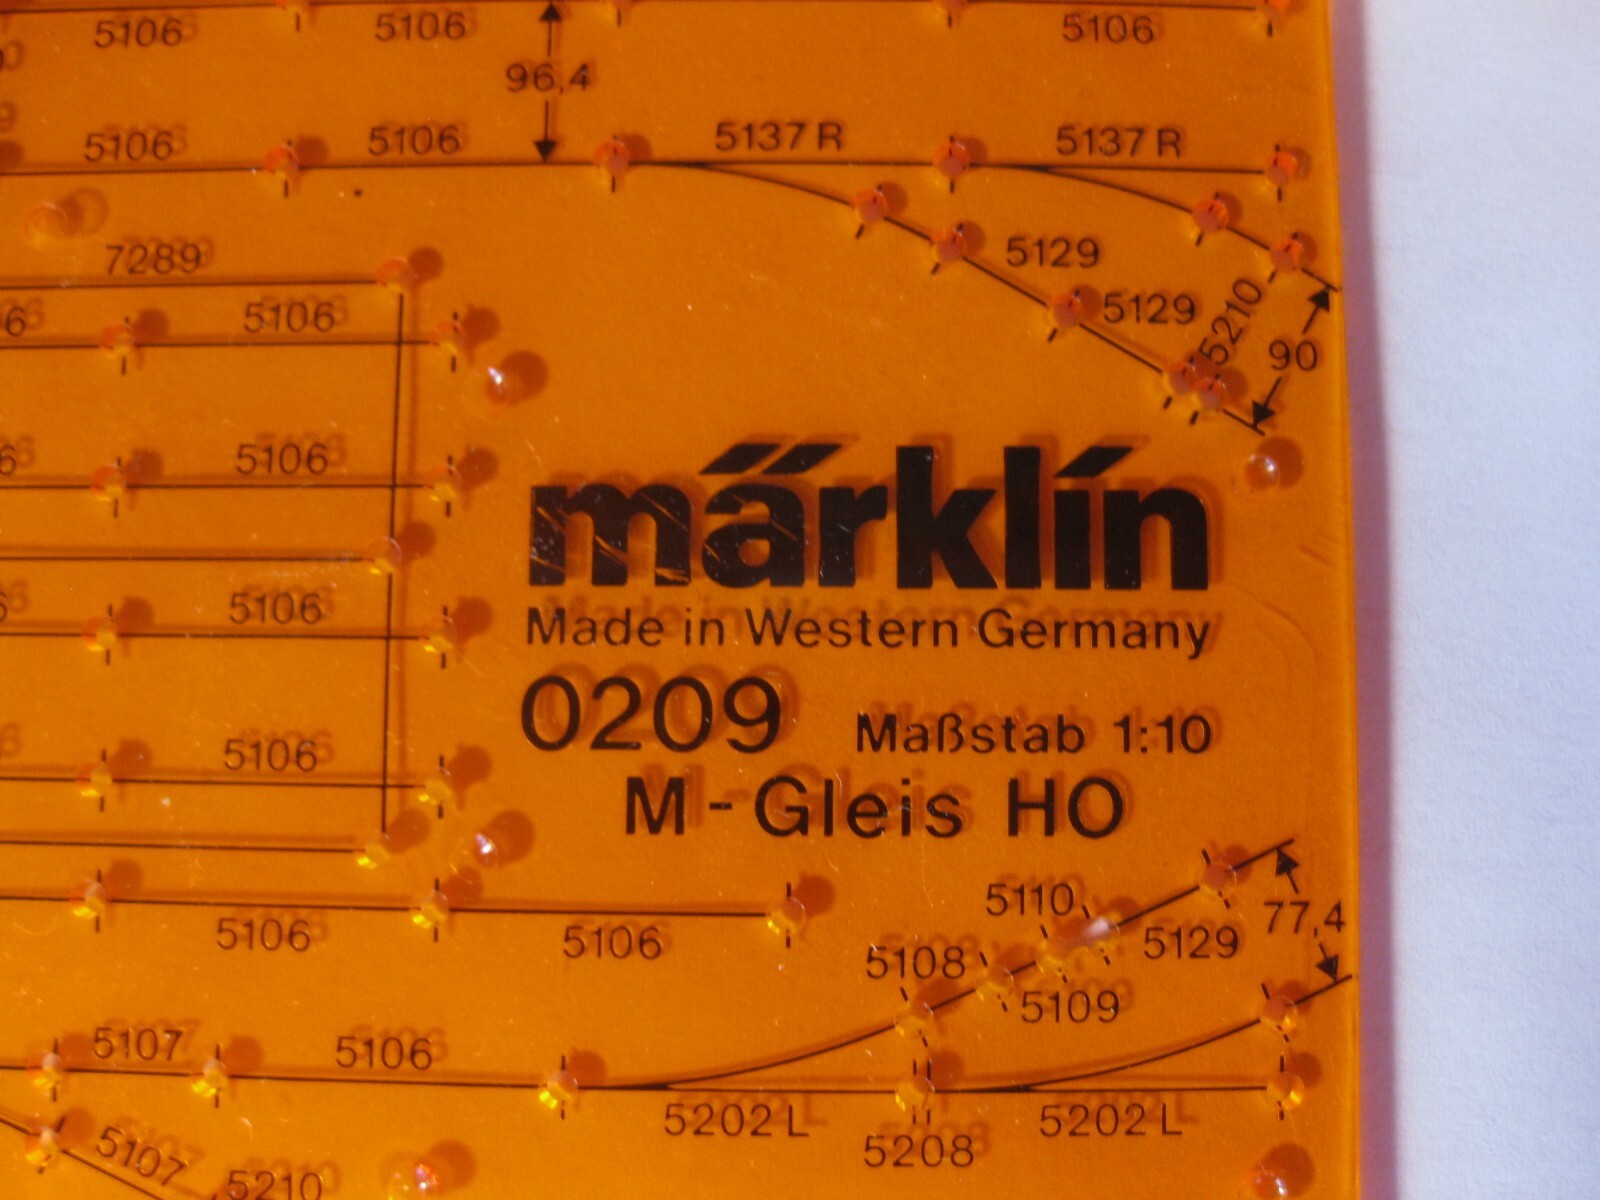 5106 5106 5106
96,4
5106 5106 5137 R 5137 R
7289 5129
5106 5129 5210 90
5106
märklín
5106 Made in Western Germany
0209 Maßstab 1:10
5106 M-Gleis HO
5110 77,4
5106 5106 5108 5129
5109
5107 5106
5202 L 5202 L
5107 5208
5210